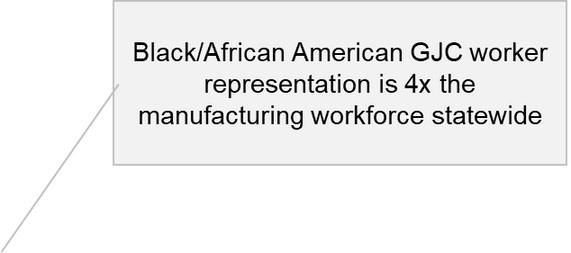 Black/African American GJC worker
representation is 4x the
manufacturing workforce statewide